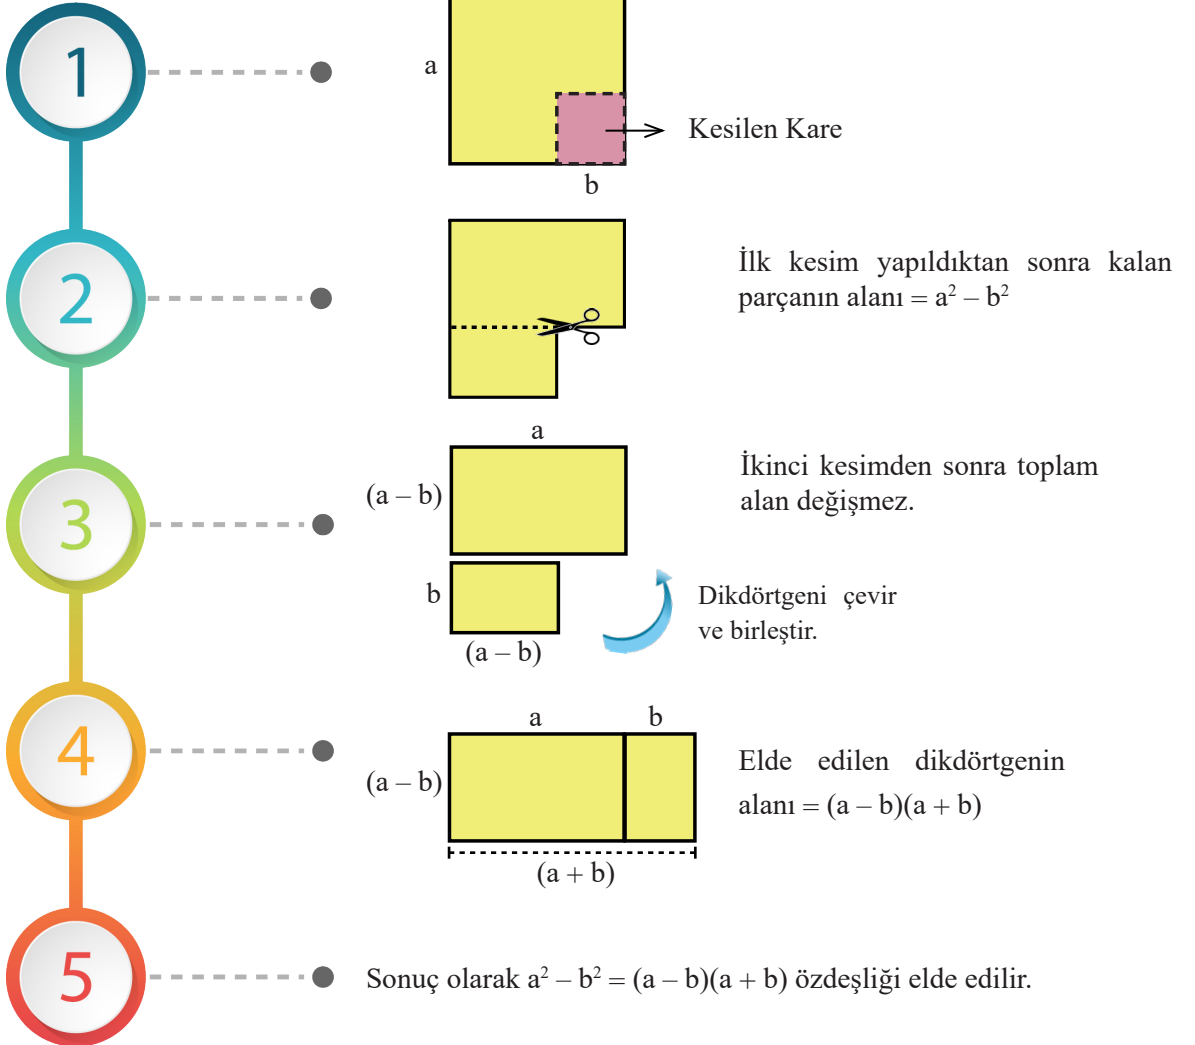 1
a
Kesilen Kare
b
2
İlk kesim yapıldıktan sonra kalan
parçanın alanı = a² – b²
3
a
(a – b)
İkinci kesimden sonra toplam
alan değişmez.
b
(a – b)
Dikdörtgeni çevir
ve birleştir.
4
a
b
(a – b)
Elde edilen dikdörtgenin
alanı = (a – b)(a + b)
(a + b)
5
Sonuç olarak a² – b² = (a – b)(a + b) özdeşliği elde edilir.